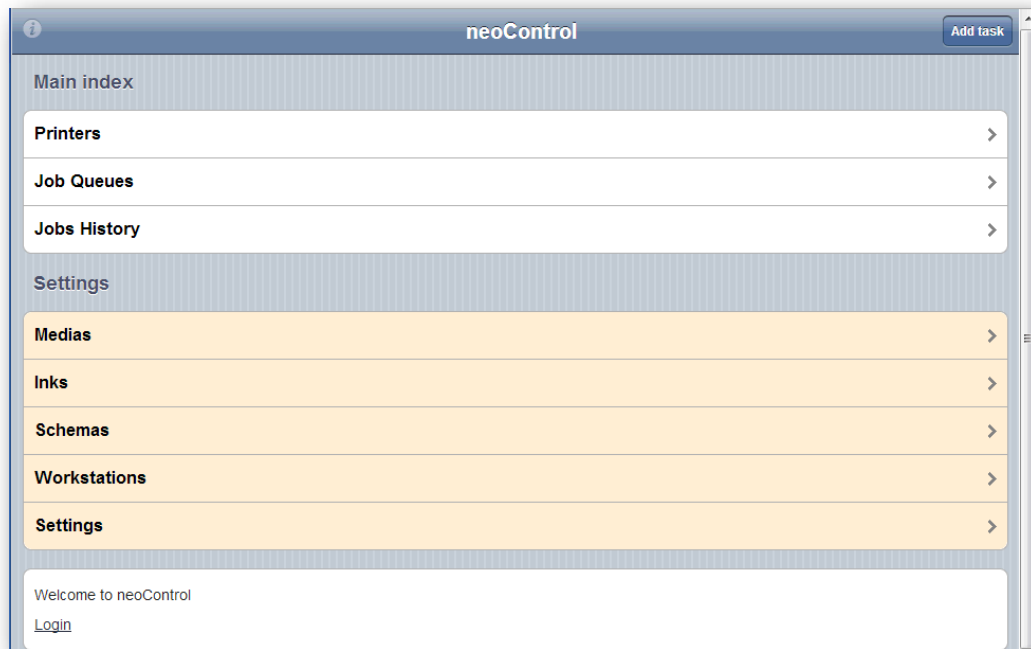 neoControl
Add task
Main index
Printers
Job Queues
Jobs History
Settings
Medias
Inks
Schemas
Workstations
Settings
Welcome to neoControl
Login